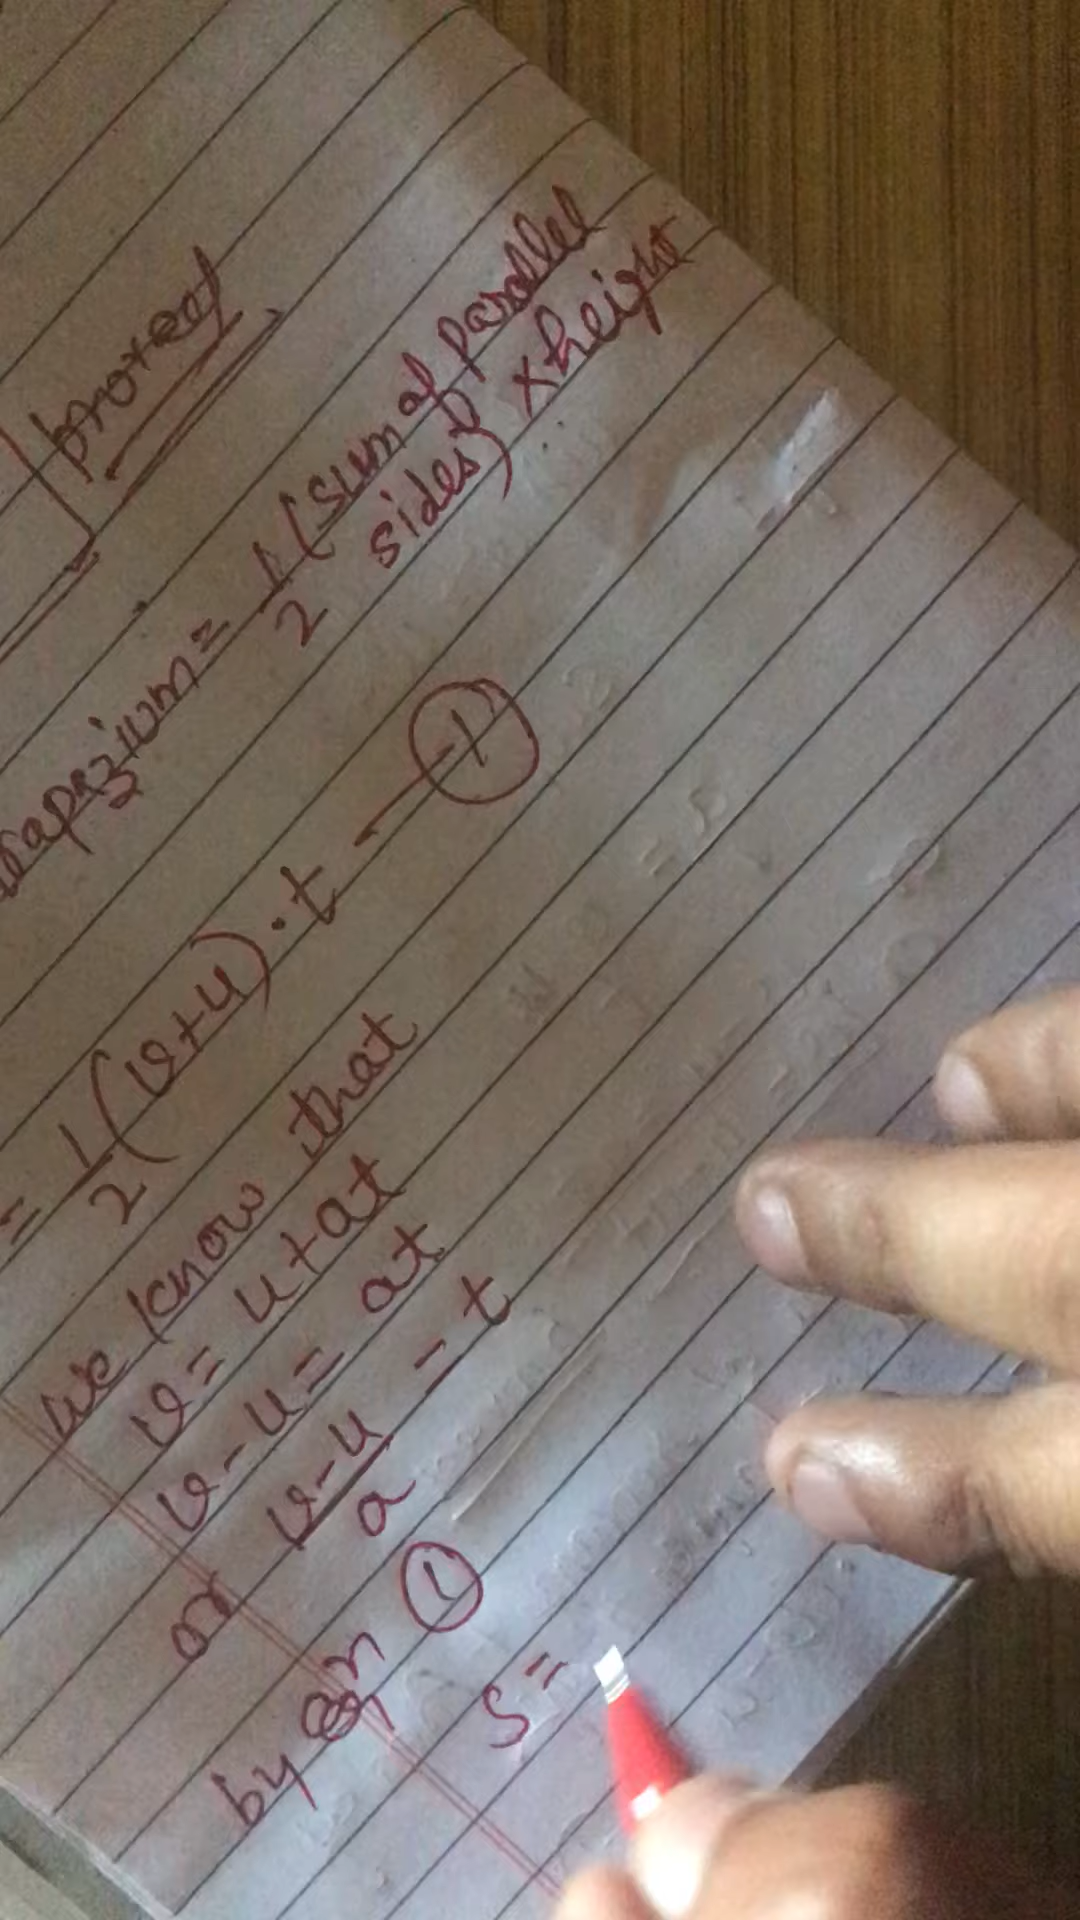 proved
rapezium = 1/2 (sum of parallel
sides) x height
= 1/2 (v+u) . t — 1
we know that
v = u + at
v - u = at
or v-u/a = t
by eqn 1
S =